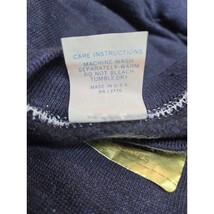 CARE INSTRUCTIONS
MACHINE WASH
SEPARATELY-WARM
DO NOT BLEACH
TUMBLE DRY
MADE IN U.S.A.